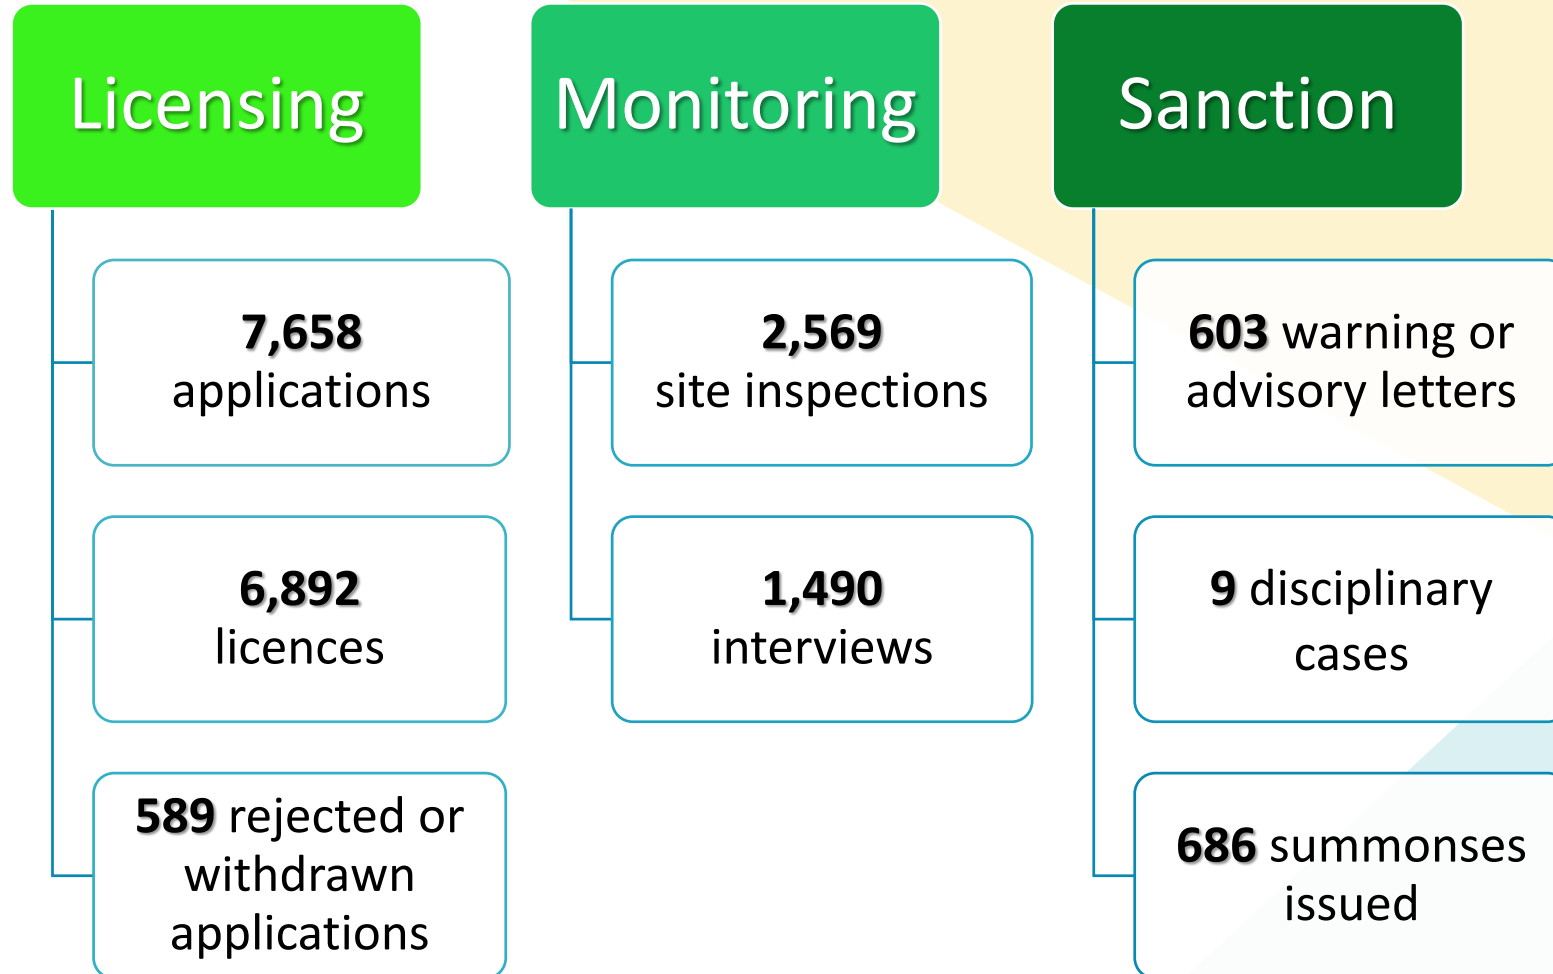 Licensing
7,658
applications
6,892
licences
589 rejected or
withdrawn
applications
Monitoring
2,569
site inspections
1,490
interviews
Sanction
603 warning or
advisory letters
9 disciplinary
cases
686 summonses
issued